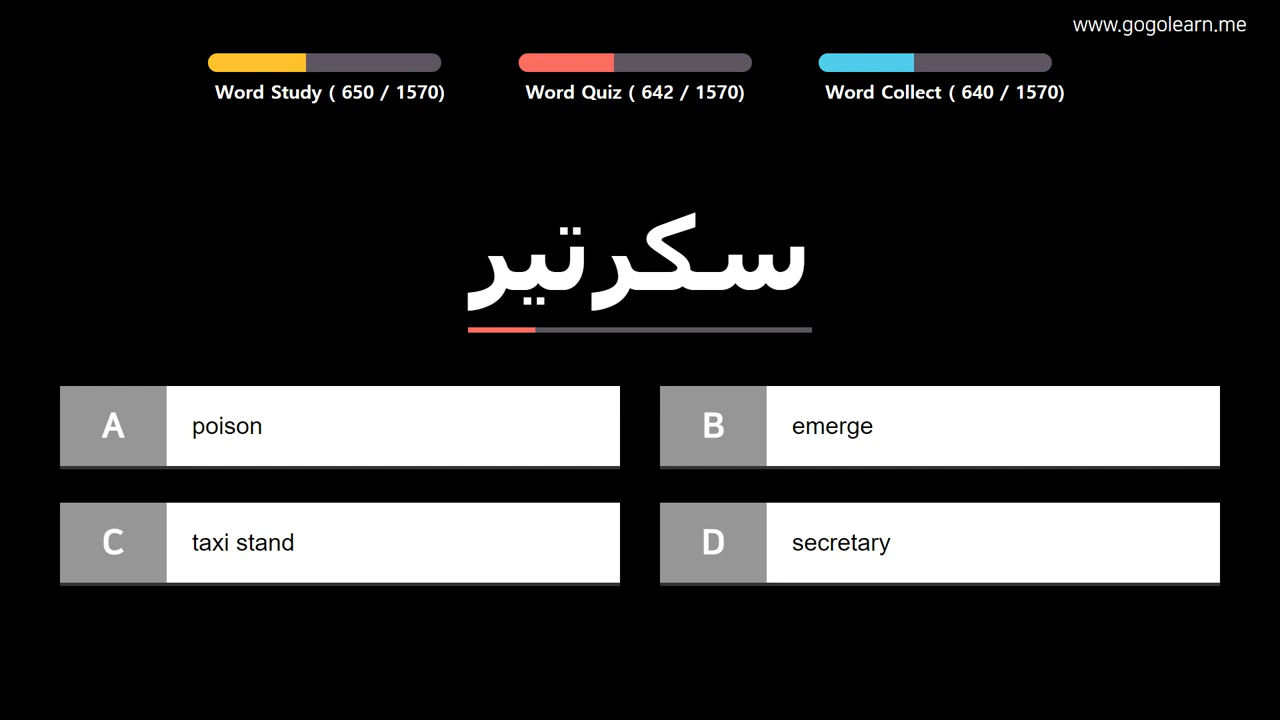 www.gogolearn.me
Word Study ( 650 / 1570)
Word Quiz ( 642 / 1570)
Word Collect ( 640 / 1570)
سکرتیر
A poison
B emerge
C taxi stand
D secretary